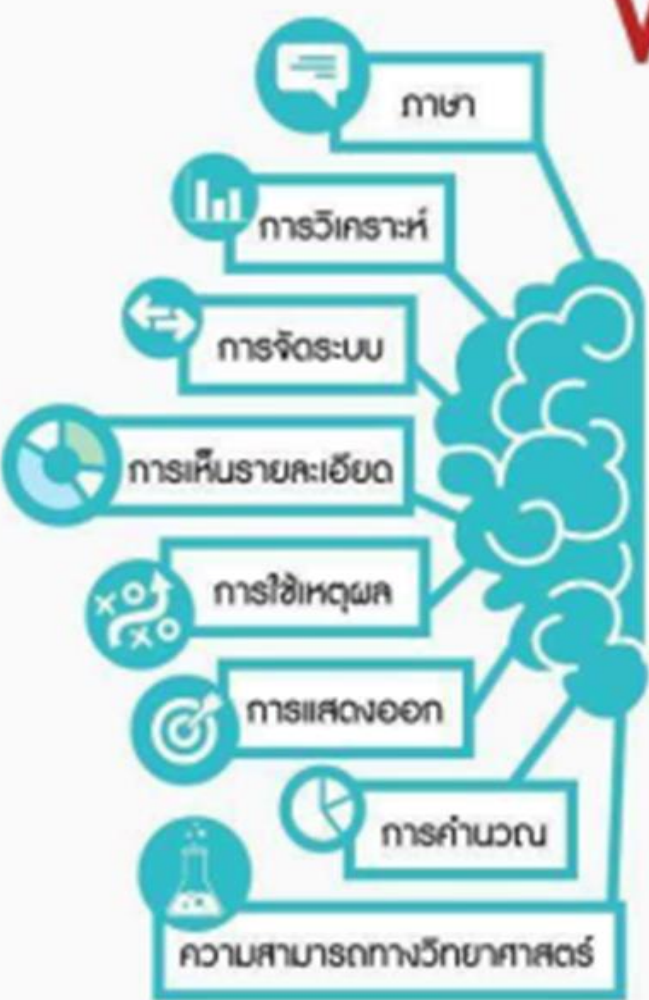 ภาษา
การวิเคราะห์
การจัดระบบ
การเห็นรายละเอียด
การใช้เหตุผล
การแสดงออก
การคำนวณ
ความสามารถทางวิทยาศาสตร์